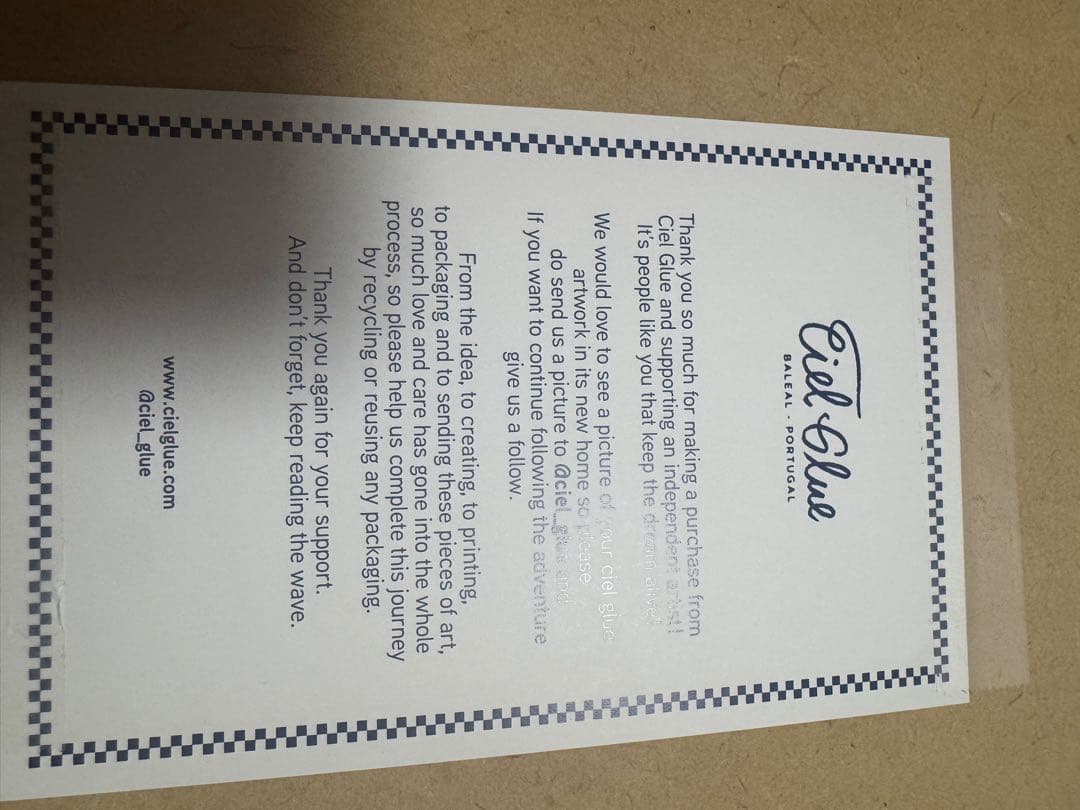 Ciel Glue
BALEAL - PORTUGAL
Thank you so much for making a purchase from
Ciel Glue and supporting an independent artist!
It's people like you that keep the dream alive!
We would love to see a picture of your ciel glue
artwork in its new home so please
do send us a picture to @ciel_glue and
If you want to continue following the adventure
give us a follow.
From the idea, to creating, to printing,
to packaging and to sending these pieces of art,
so much love and care has gone into the whole
process, so please help us complete this journey
by recycling or reusing any packaging.
Thank you again for your support.
And don't forget, keep reading the wave.
www.cielglue.com
@ciel_glue